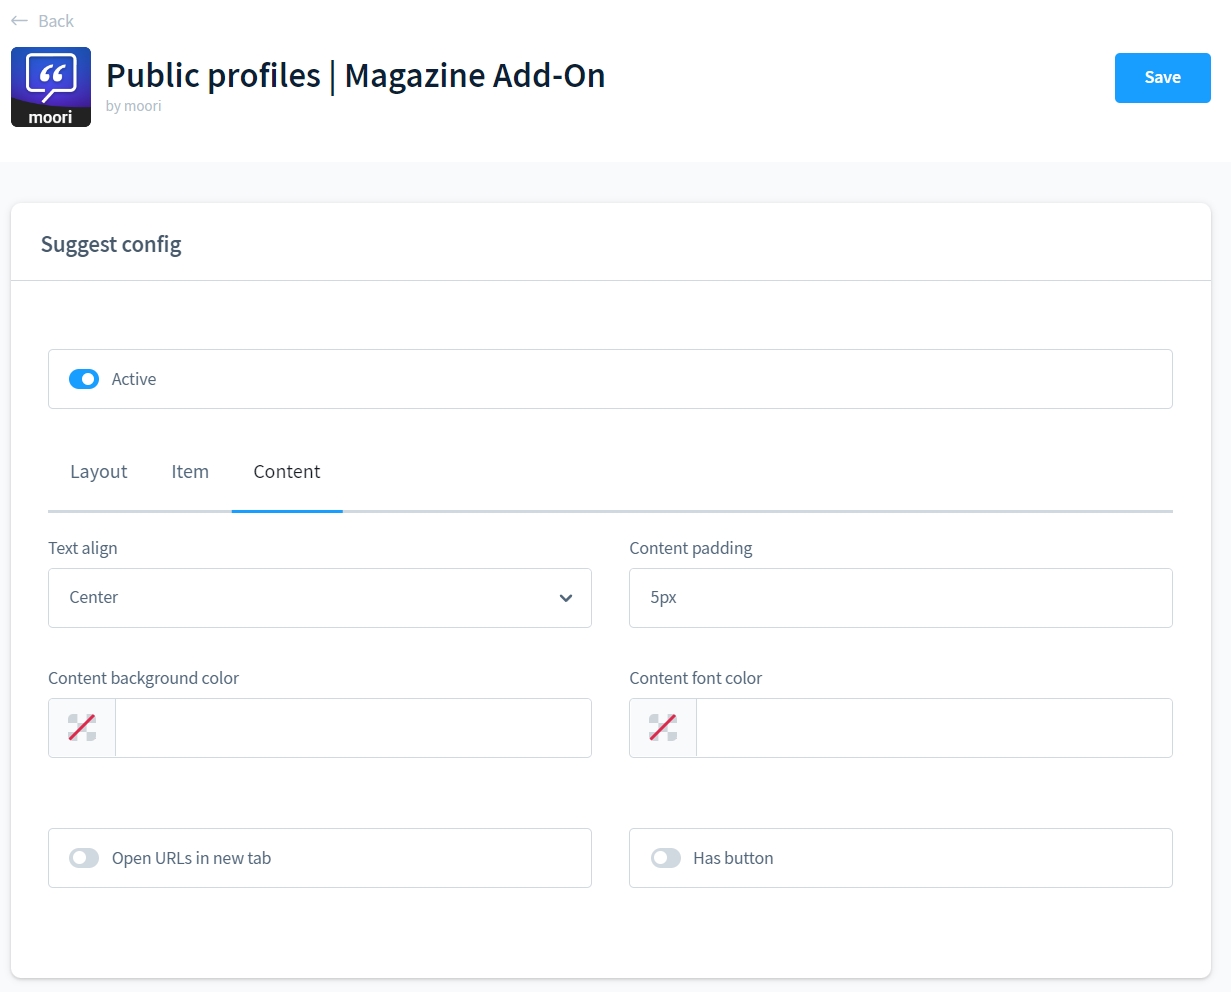 Back
Public profiles | Magazine Add-On
by moori
moori
Save
Suggest config
Active
Layout Item Content
Text align Content padding
Center 5px
Content background color Content font color
Open URLs in new tab Has button